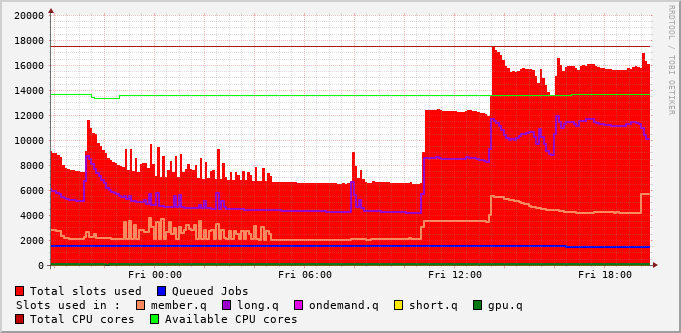 RRDTOOL / TOBI OETIKER
20000
18000
16000
14000
12000
10000
8000
6000
4000
2000
0
Fri 00:00 Fri 06:00 Fri 12:00 Fri 18:00
Total slots used Queued Jobs
Slots used in : member.q long.q ondemand.q short.q gpu.q
Total CPU cores Available CPU cores